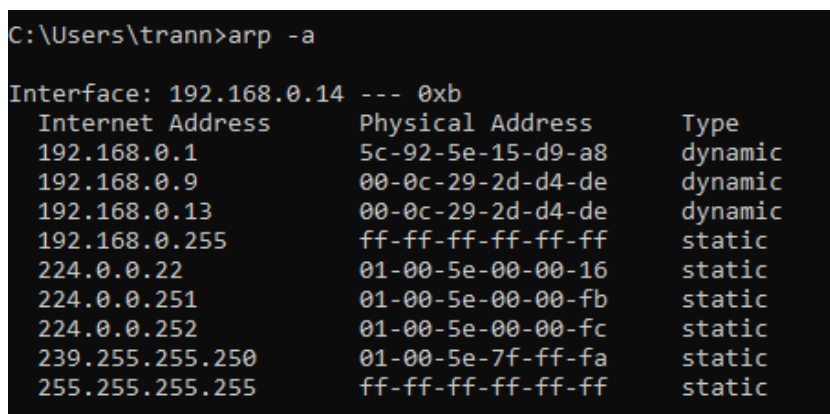 C:\Users\trann>arp -a
Interface: 192.168.0.14 --- 0xb
Internet Address Physical Address Type
192.168.0.1 5c-92-5e-15-d9-a8 dynamic
192.168.0.9 00-0c-29-2d-d4-de dynamic
192.168.0.13 00-0c-29-2d-d4-de dynamic
192.168.0.255 ff-ff-ff-ff-ff-ff static
224.0.0.22 01-00-5e-00-00-16 static
224.0.0.251 01-00-5e-00-00-fb static
224.0.0.252 01-00-5e-00-00-fc static
239.255.255.250 01-00-5e-7f-ff-fa static
255.255.255.255 ff-ff-ff-ff-ff-ff static